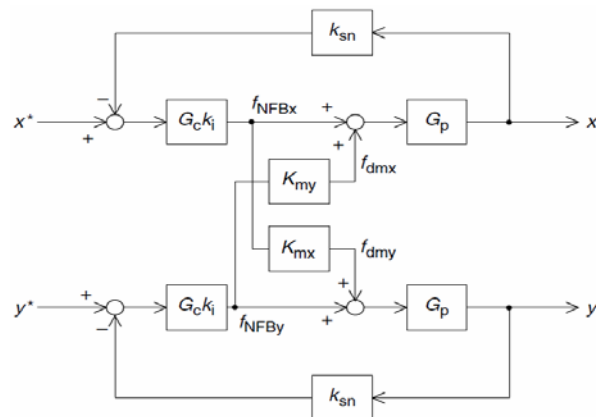 k_sn
f_NFBx
x*
−
+
G_c k_i
+
+
G_p
x
f_dmx
K_my
K_mx
f_dmy
y*
+
−
G_c k_i
+
+
G_p
y
f_NFBy
k_sn